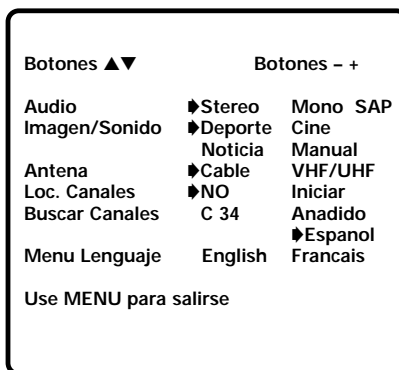 Botones ▲▼ Botones – +
Audio ➧Stereo Mono SAP
Imagen/Sonido ➧Deporte Cine
Noticia Manual
Antena ➧Cable VHF/UHF
Loc. Canales ➧NO Iniciar
Buscar Canales C 34 Anadido
➧Espanol
Menu Lenguaje English Francais
Use MENU para salirse